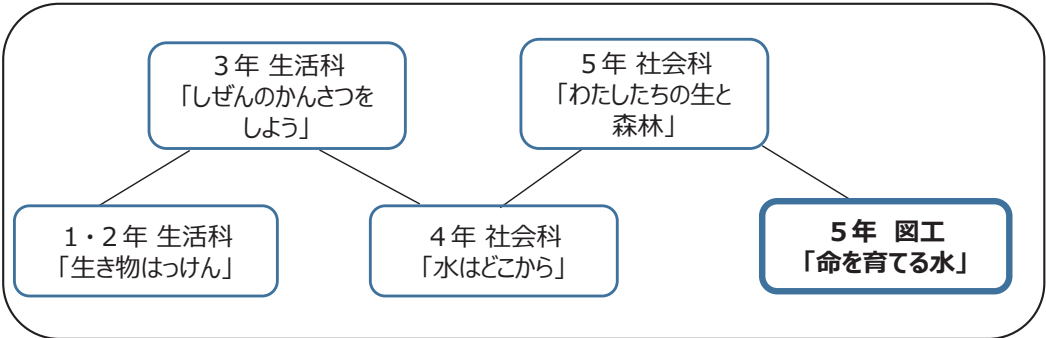 3年 生活科
「しぜんのかんさつを
しよう」
5年 社会科
「わたしたちの生と
森林」
1・2年 生活科
「生き物はっけん」
4年 社会科
「水はどこから」
5年 図工
「命を育てる水」